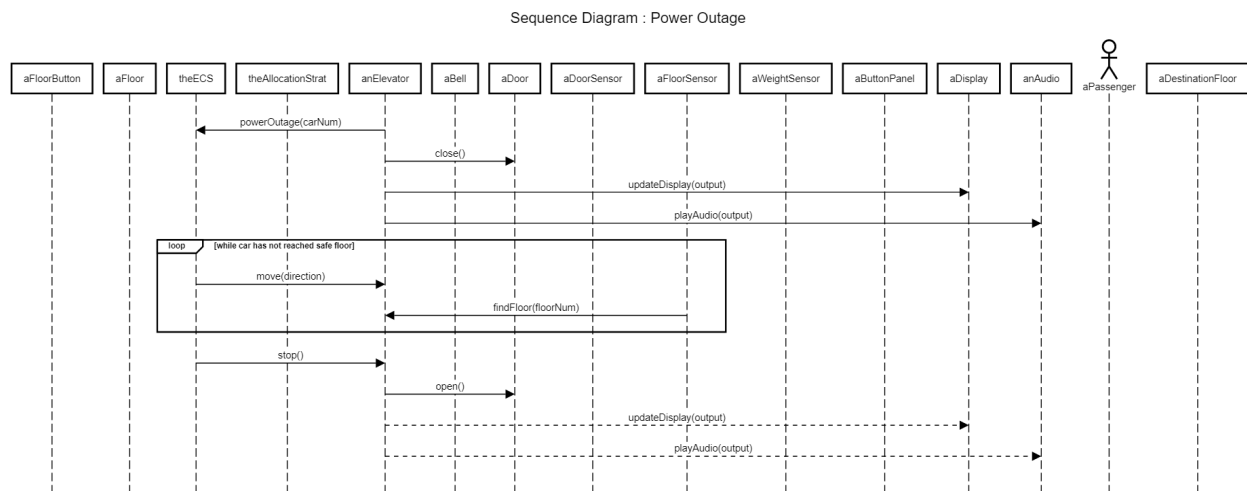 Sequence Diagram : Power Outage
aFloorButton
aFloor
theECS
theAllocationStrat
anElevator
aBell
aDoor
aDoorSensor
aFloorSensor
aWeightSensor
aButtonPanel
aDisplay
anAudio
aPassenger
aDestinationFloor
powerOutage(carNum)
close()
updateDisplay(output)
playAudio(output)
loop
[while car has not reached safe floor]
move(direction)
findFloor(floorNum)
stop()
open()
updateDisplay(output)
playAudio(output)